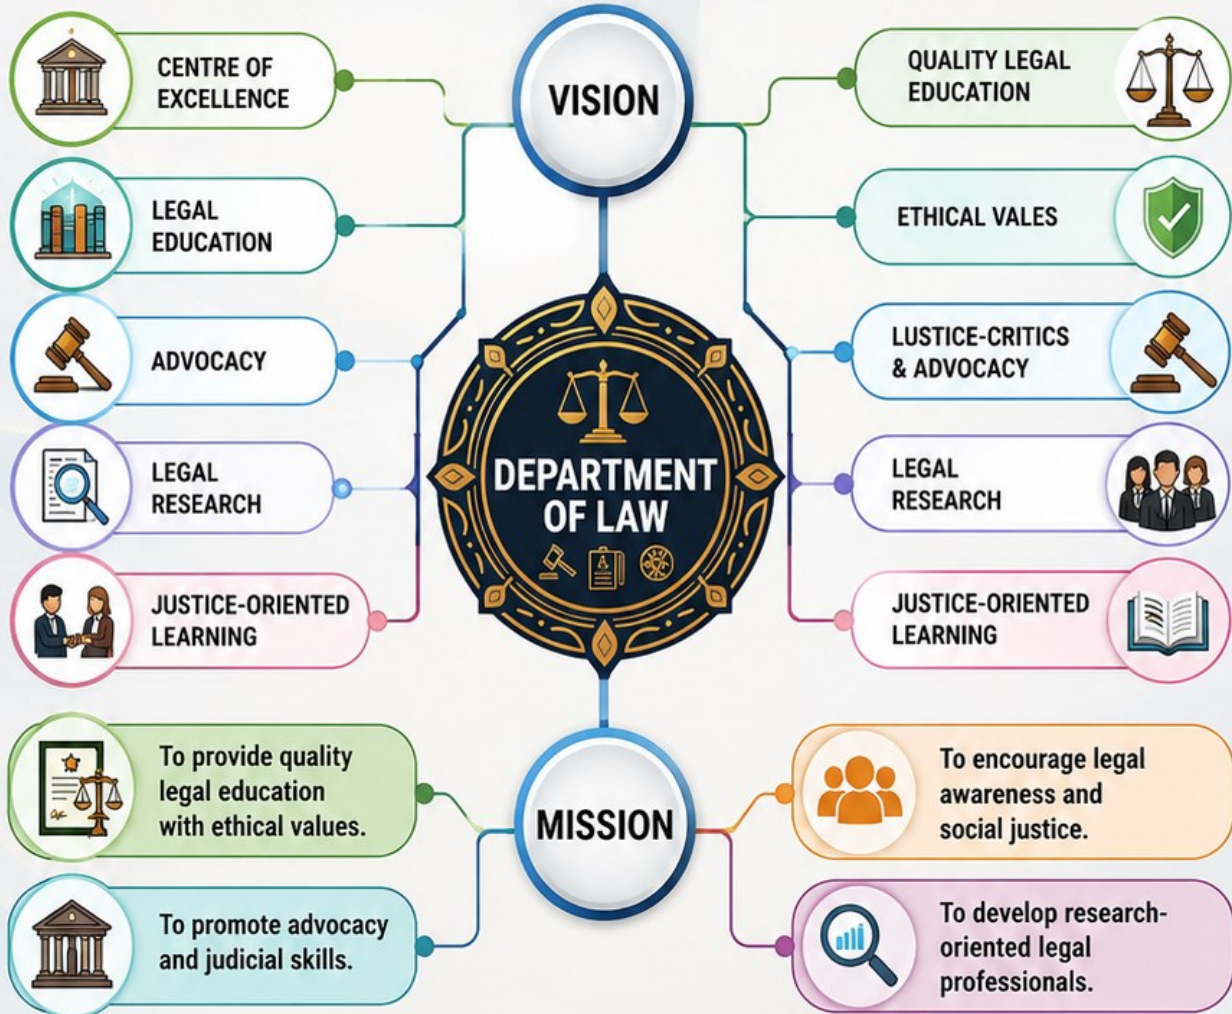 VISION
CENTRE OF
EXCELLENCE
LEGAL
EDUCATION
ADVOCACY
LEGAL
RESEARCH
JUSTICE-ORIENTED
LEARNING
QUALITY LEGAL
EDUCATION
ETHICAL VALES
LUSTICE-CRITICS
& ADVOCACY
LEGAL
RESEARCH
JUSTICE-ORIENTED
LEARNING
DEPARTMENT
OF LAW
MISSION
To provide quality
legal education
with ethical values.
To promote advocacy
and judicial skills.
To encourage legal
awareness and
social justice.
To develop research-
oriented legal
professionals.